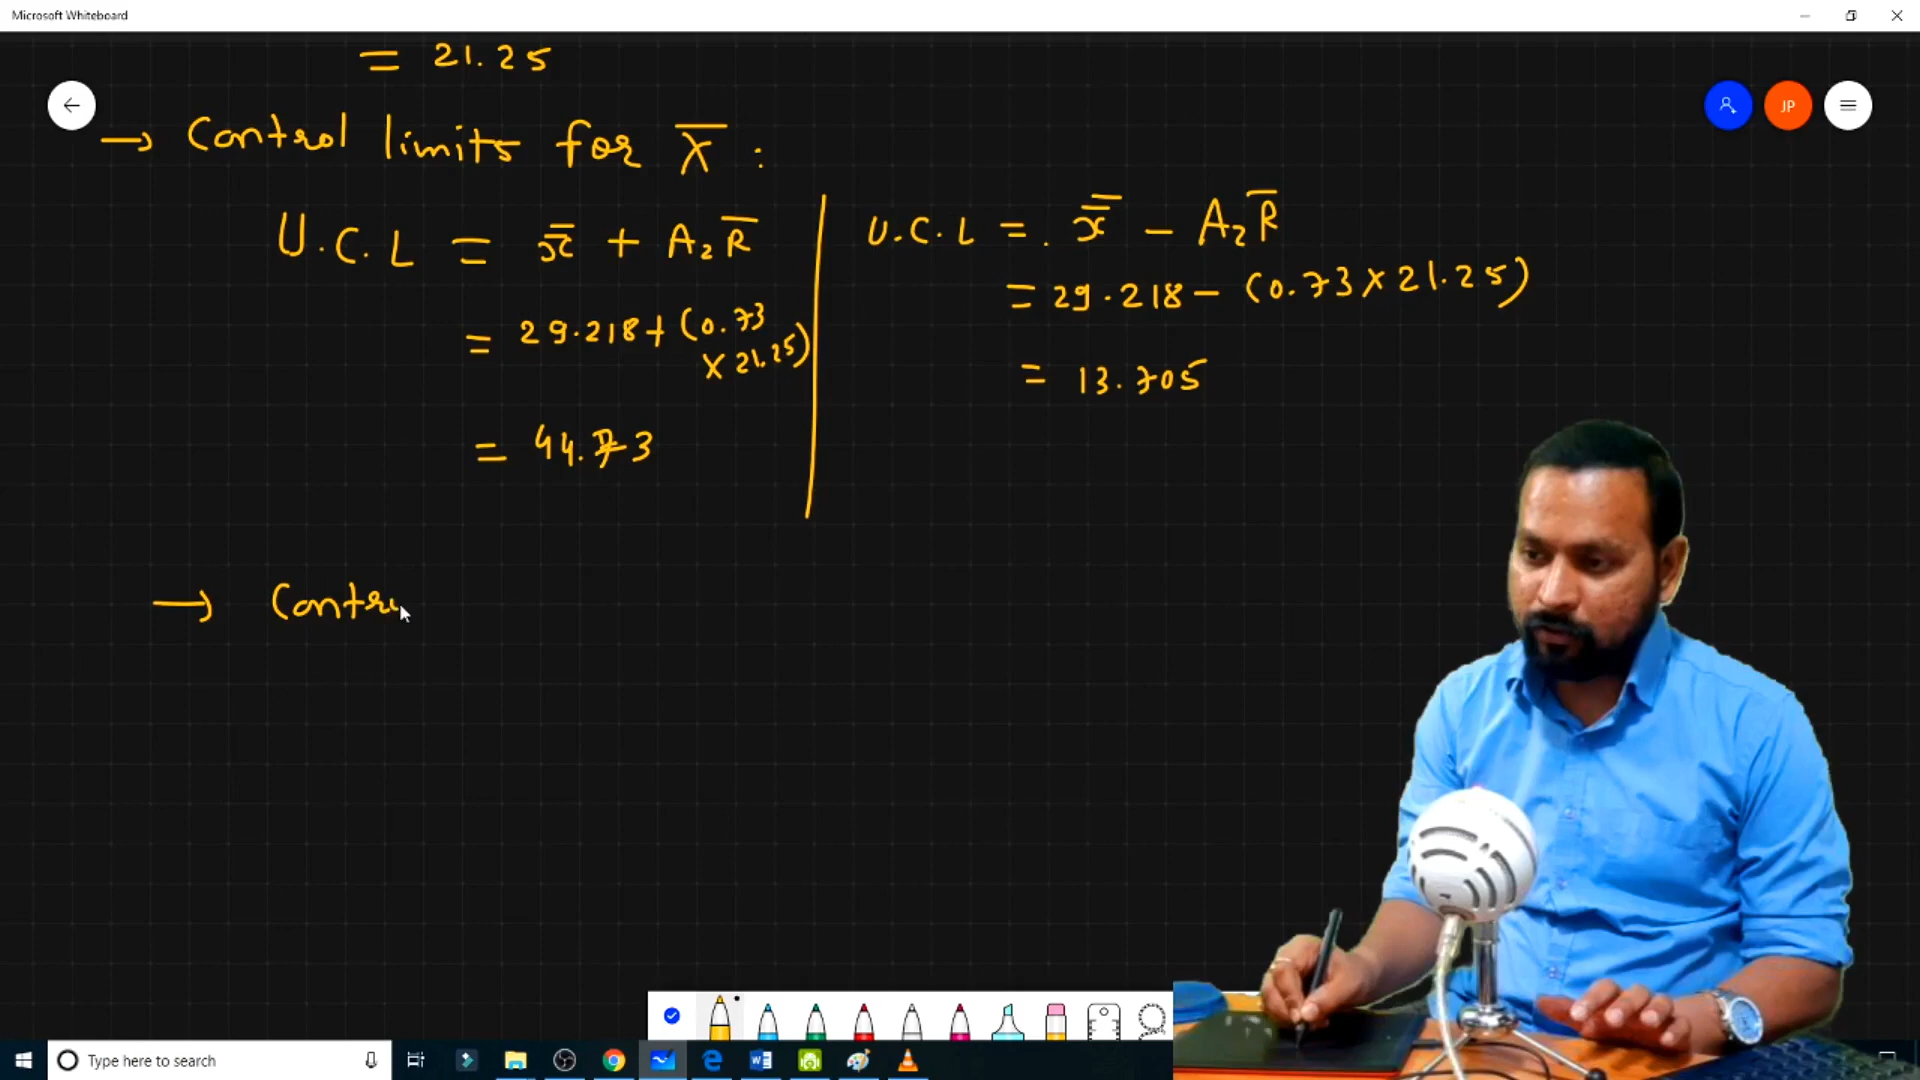 Microsoft Whiteboard
= 21.25
JP
→ Control limits for X̅ :
U.C.L = x̿ + A₂R̅
= 29.218 + (0.73
× 21.25)
= 44.73
U.C.L = . x̿ - A₂R̅
= 29.218 - (0.73 × 21.25)
= 13.705
→ Contr
Type here to search